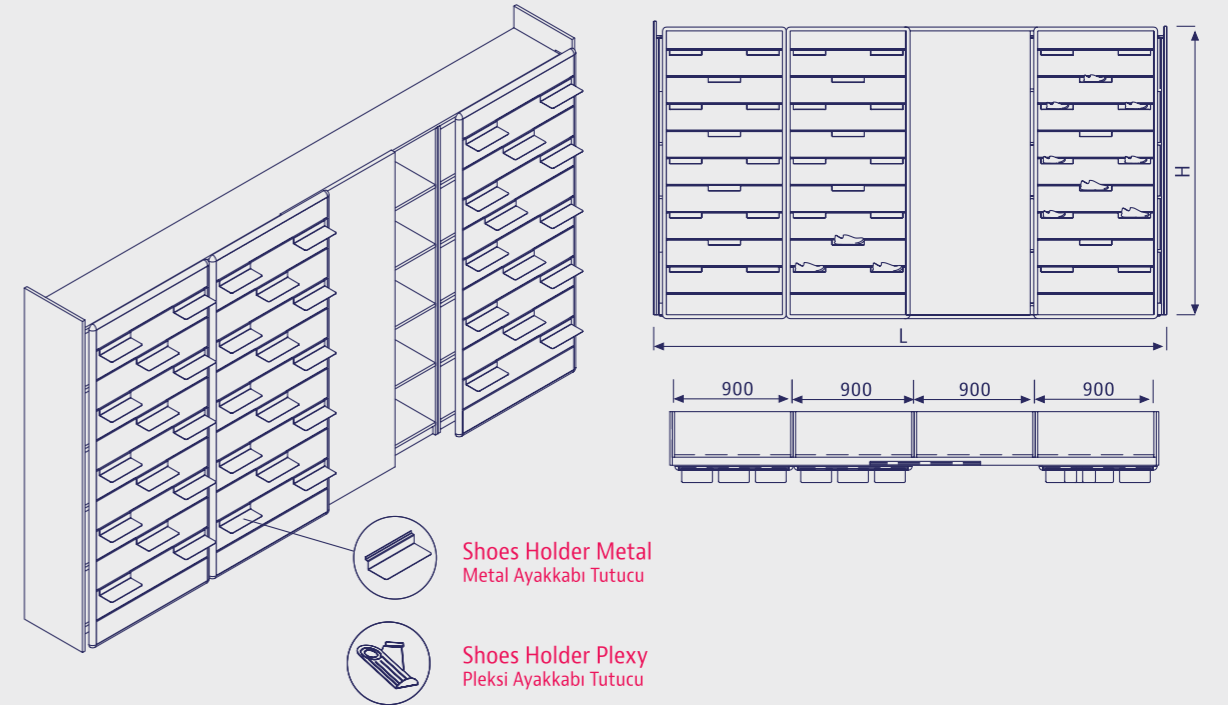 H
L
900
900
900
900
Shoes Holder Metal
Metal Ayakkabı Tutucu
Shoes Holder Plexy
Pleksi Ayakkabı Tutucu